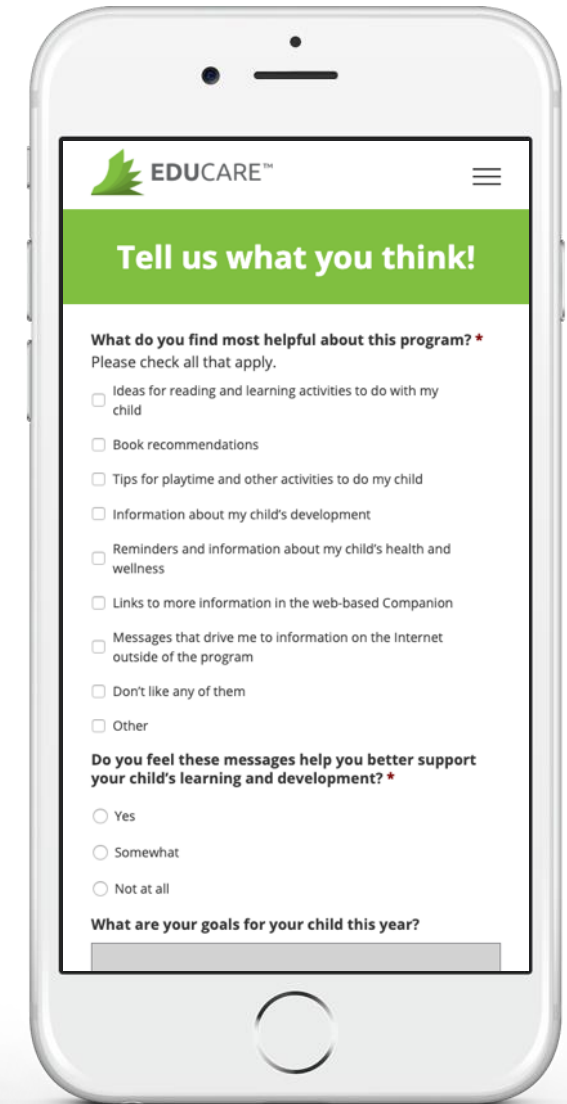 EDUCARE™
Tell us what you think!
What do you find most helpful about this program? *
Please check all that apply.
Ideas for reading and learning activities to do with my
child
Book recommendations
Tips for playtime and other activities to do my child
Information about my child's development
Reminders and information about my child's health and
wellness
Links to more information in the web-based Companion
Messages that drive me to information on the Internet
outside of the program
Don't like any of them
Other
Do you feel these messages help you better support
your child's learning and development? *
Yes
Somewhat
Not at all
What are your goals for your child this year?